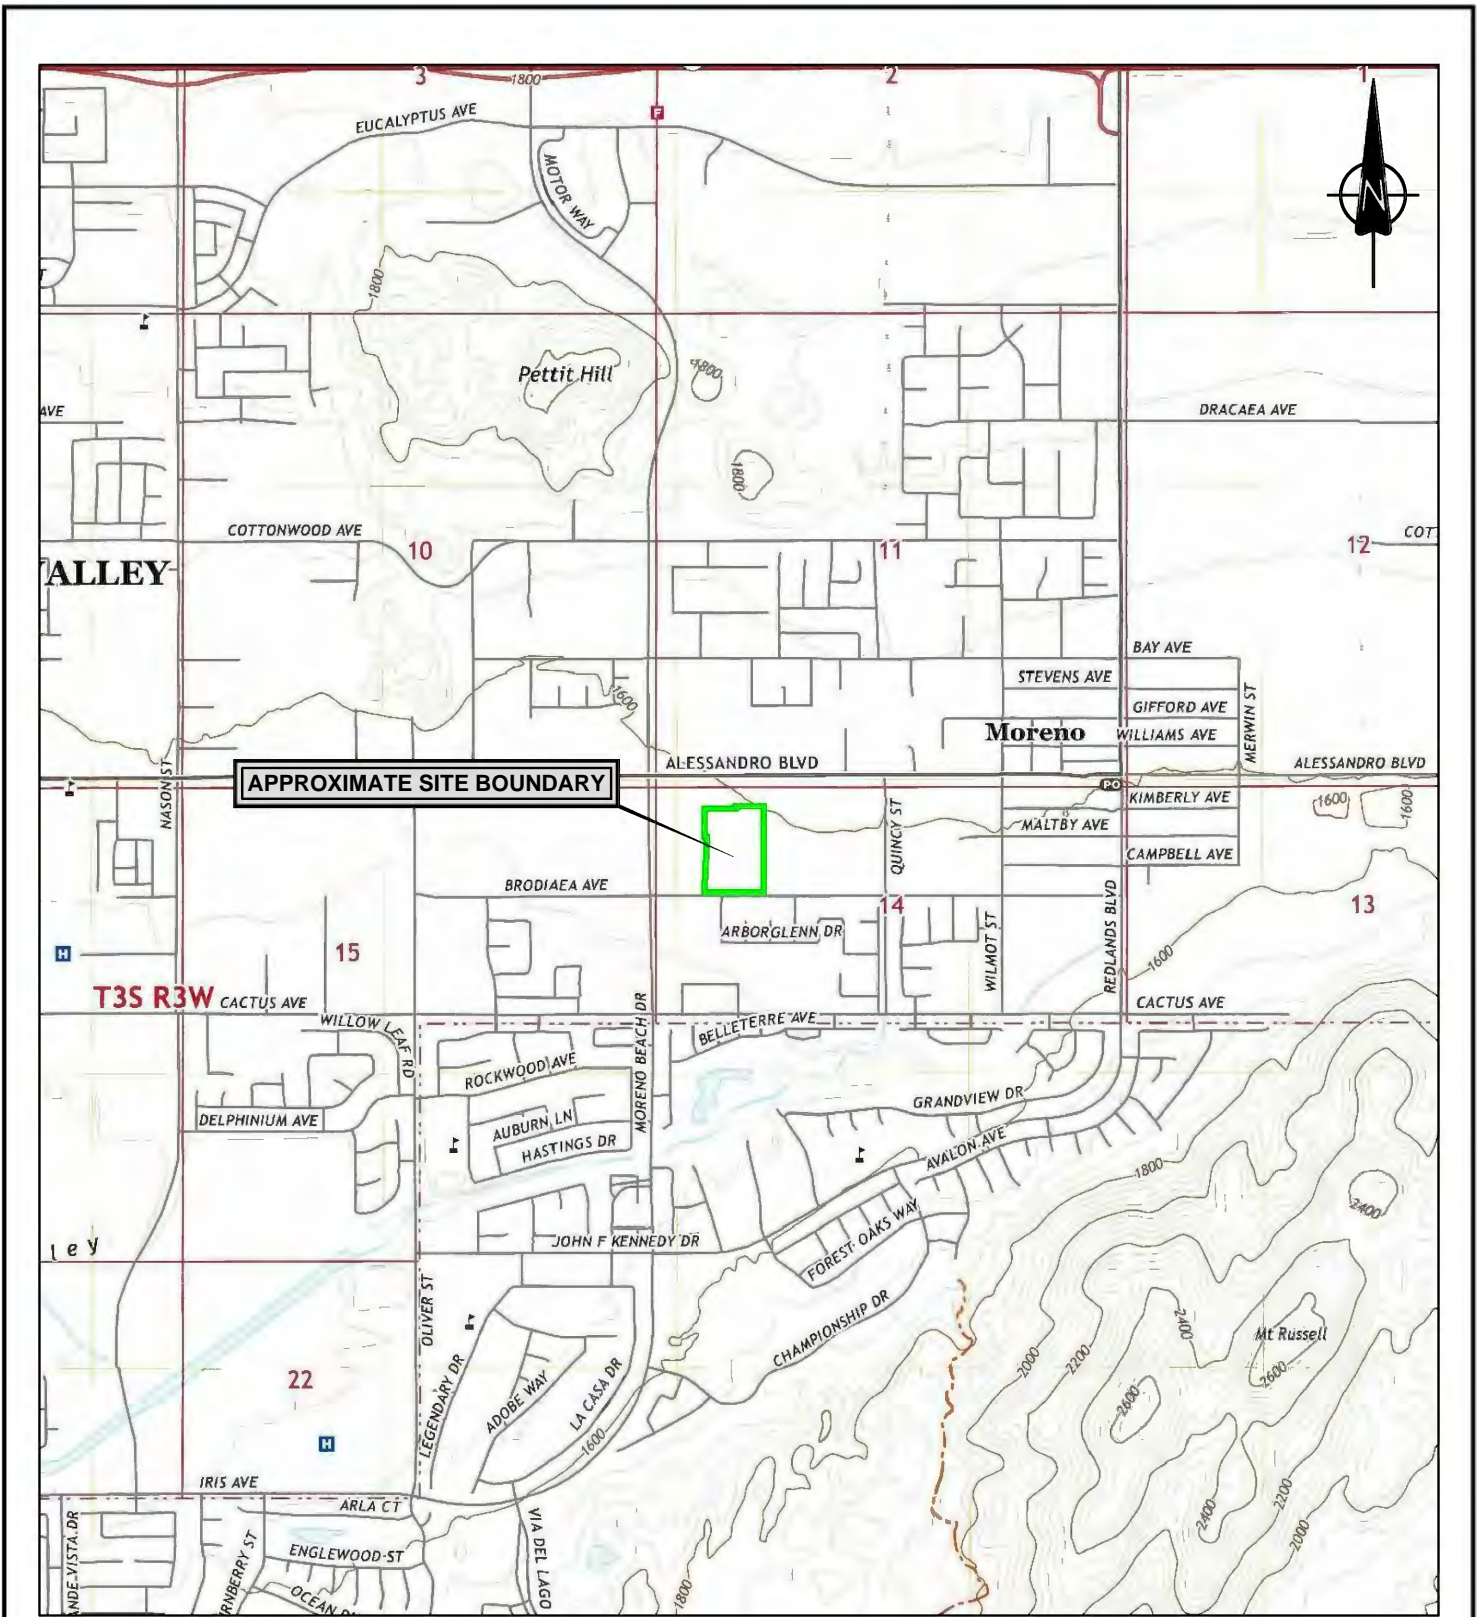 3
1800
2
1
EUCALYPTUS AVE
F
MOTOR WAY
N
1800
Pettit Hill
1800
AVE
DRACAEA AVE
1800
COTTONWOOD AVE
10
11
12
COT
VALLEY
BAY AVE
STEVENS AVE
1600
GIFFORD AVE
MERWIN ST
Moreno
WILLIAMS AVE
ALESSANDRO BLVD
ALESSANDRO BLVD
NASON ST
APPROXIMATE SITE BOUNDARY
PO
KIMBERLY AVE
1600
1600
QUINCY ST
MALTBY AVE
CAMPBELL AVE
BRODIAEA AVE
14
13
ARBORGLENN DR
WILMOT ST
REDLANDS BLVD
H
15
1600
T3S R3W
CACTUS AVE
CACTUS AVE
WILLOW LEAF RD
MORENO BEACH DR
BELLETERRE AVE
ROCKWOOD AVE
GRANDVIEW DR
DELPHINIUM AVE
AUBURN LN
HASTINGS DR
AVALON AVE
1800
2400
FOREST OAKS WAY
JOHN F KENNEDY DR
ley
OLIVER ST
CHAMPIONSHIP DR
2400
Mt Russell
2000
2200
2600
2600
22
LEGENDARY DR
ADOBE WAY
LA CASA DR
1600
H
IRIS AVE
ARLA CT
2400
2200
2000
ANDE VISTA DR
RNBERRY ST
ENGLEWOOD ST
OCEAN D
VIA DEL LAGO
1800